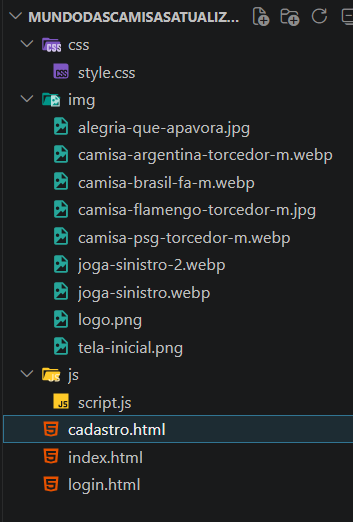 MUNDODASCAMISASATUALIZ...
css
style.css
img
alegria-que-apavora.jpg
camisa-argentina-torcedor-m.webp
camisa-brasil-fa-m.webp
camisa-flamengo-torcedor-m.jpg
camisa-psg-torcedor-m.webp
joga-sinistro-2.webp
joga-sinistro.webp
logo.png
tela-inicial.png
js
script.js
cadastro.html
index.html
login.html